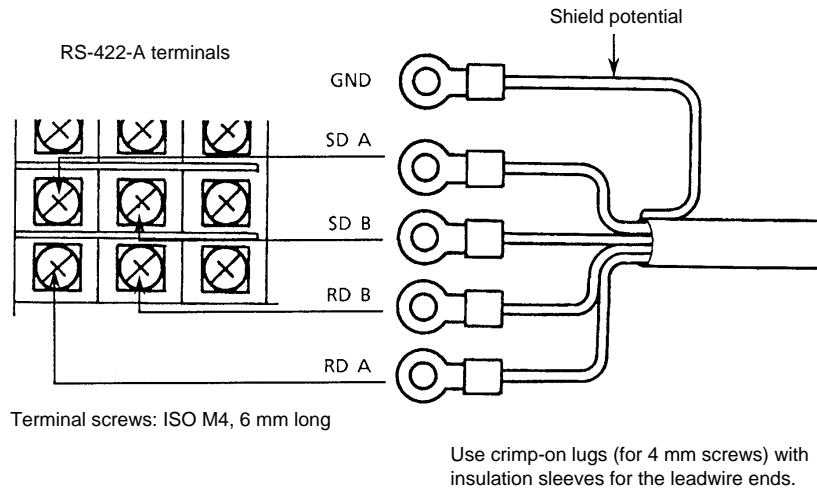 Shield potential
RS-422-A terminals
GND
SD A
SD B
RD B
RD A
Terminal screws: ISO M4, 6 mm long
Use crimp-on lugs (for 4 mm screws) with
insulation sleeves for the leadwire ends.